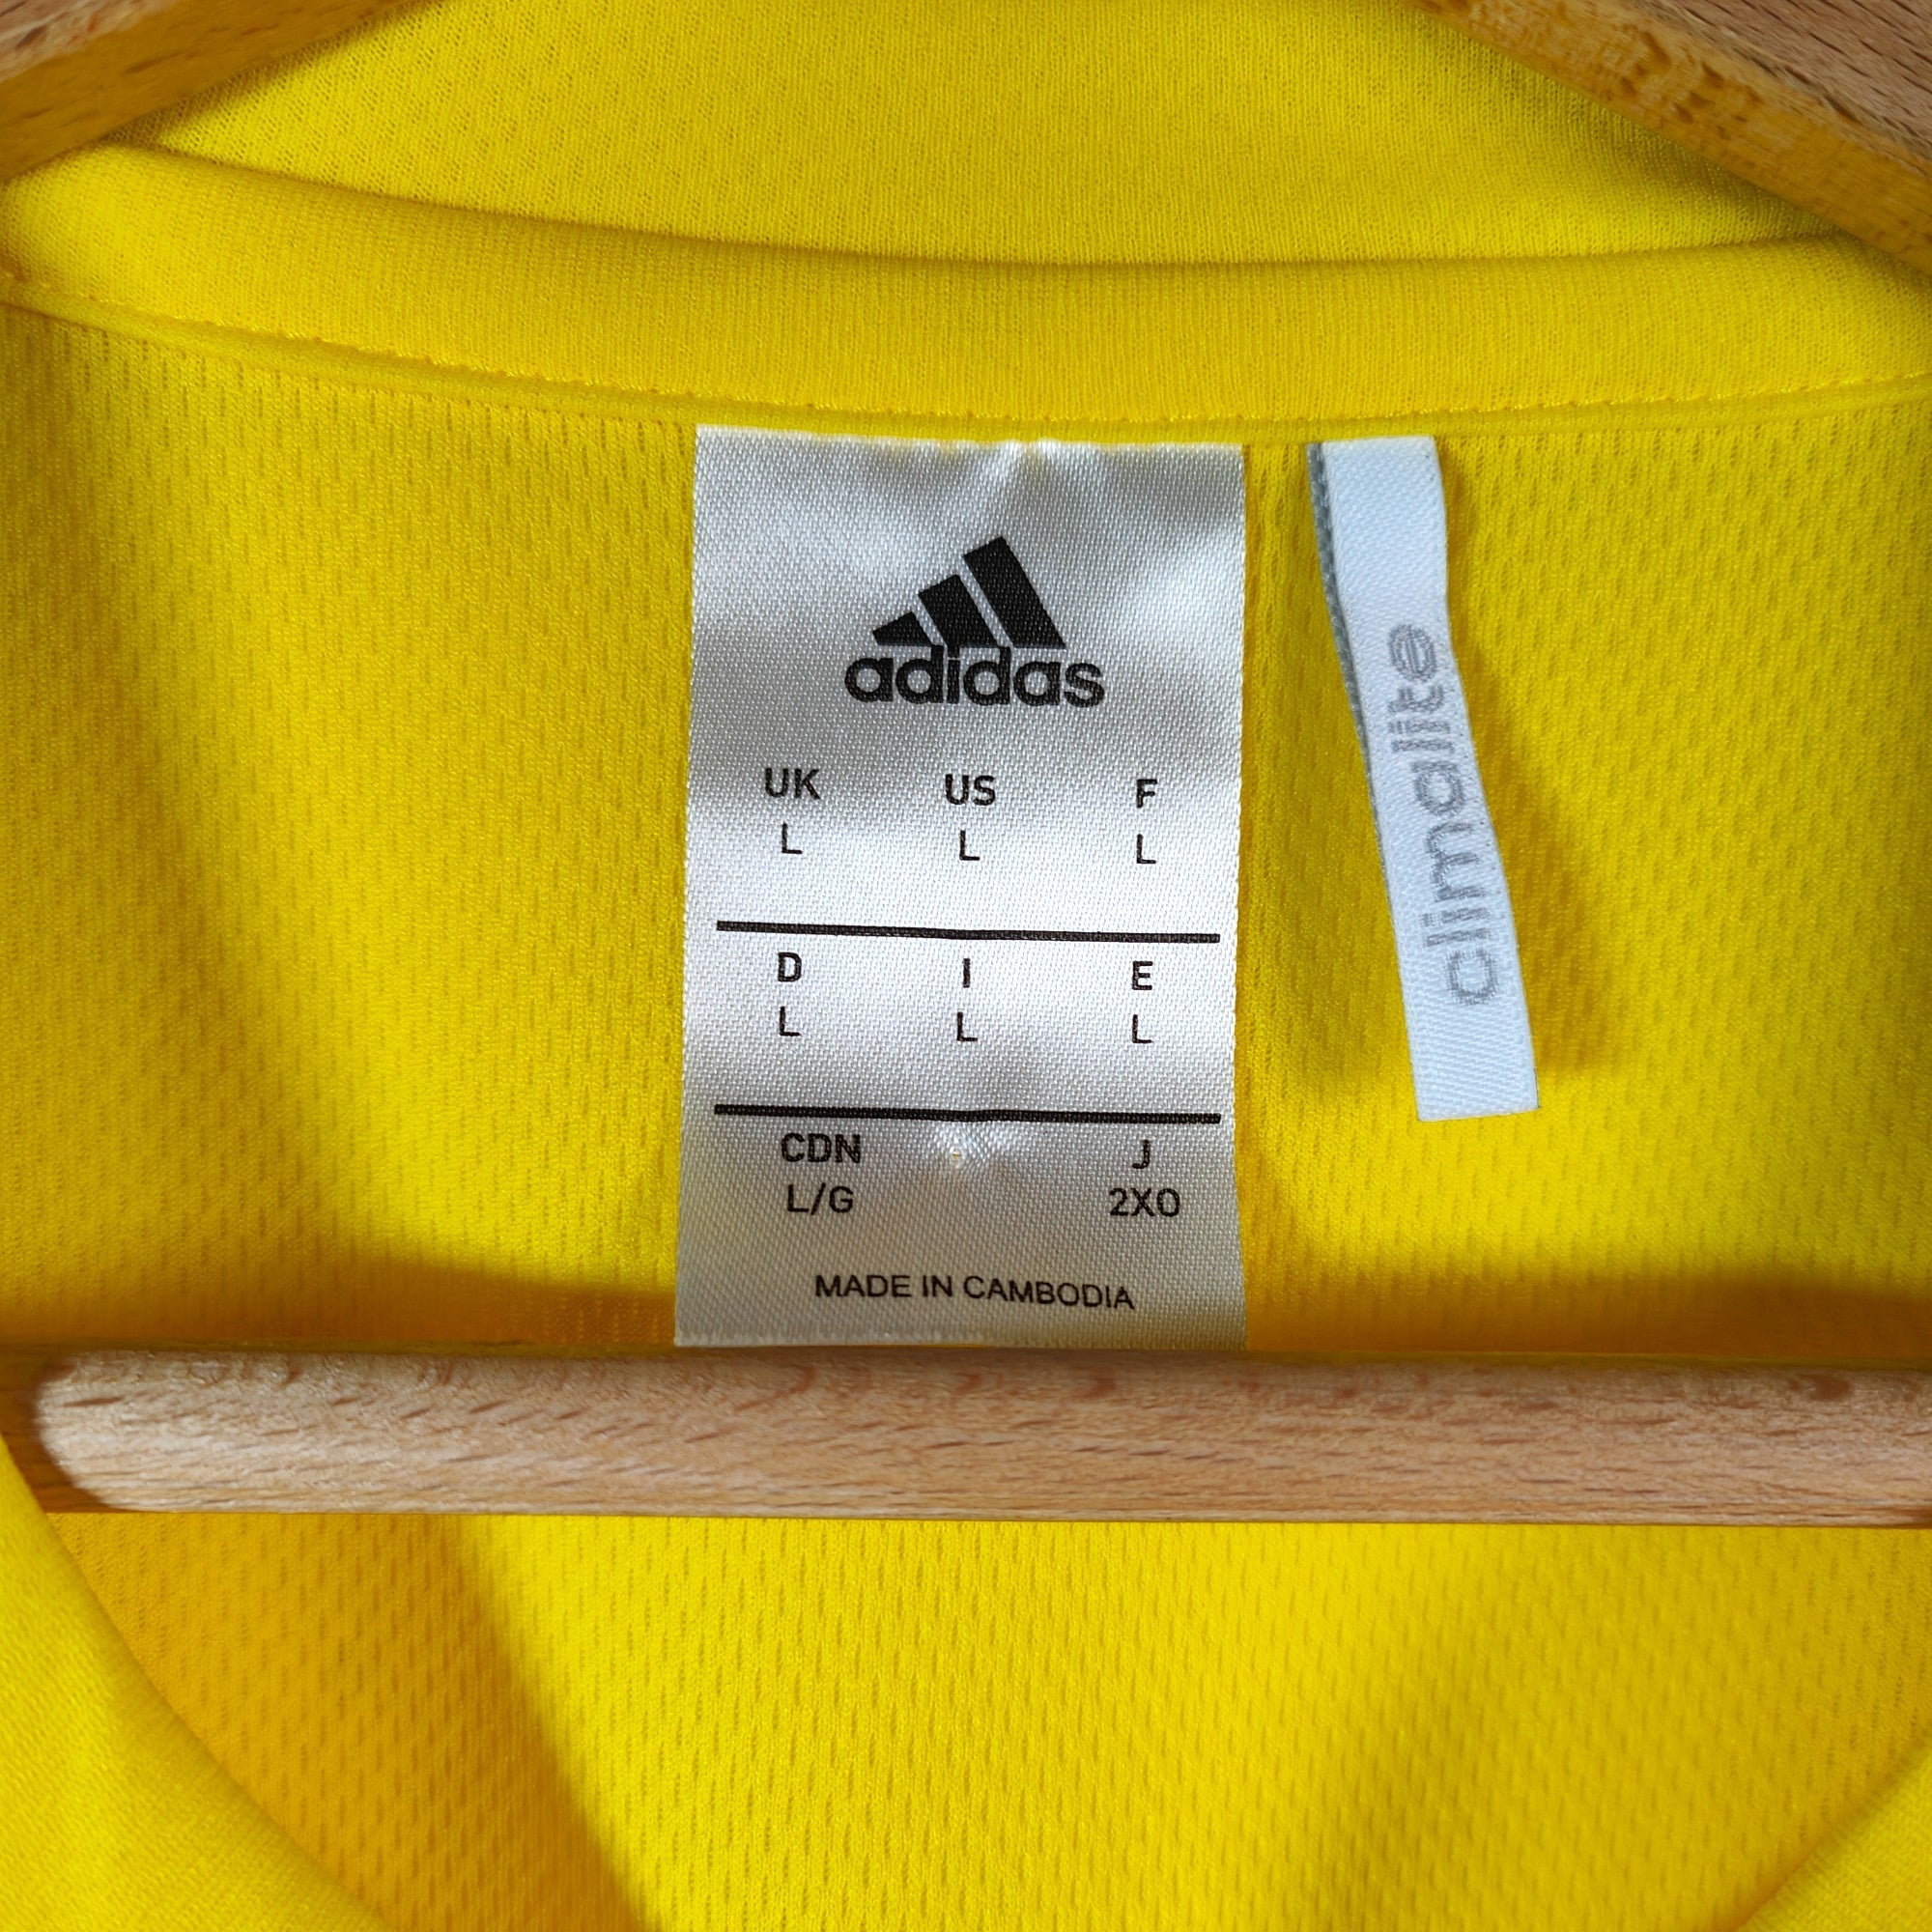 adidas
UK US F
L L L
D I E
L L L
CDN J
L/G 2XO
MADE IN CAMBODIA
climalite